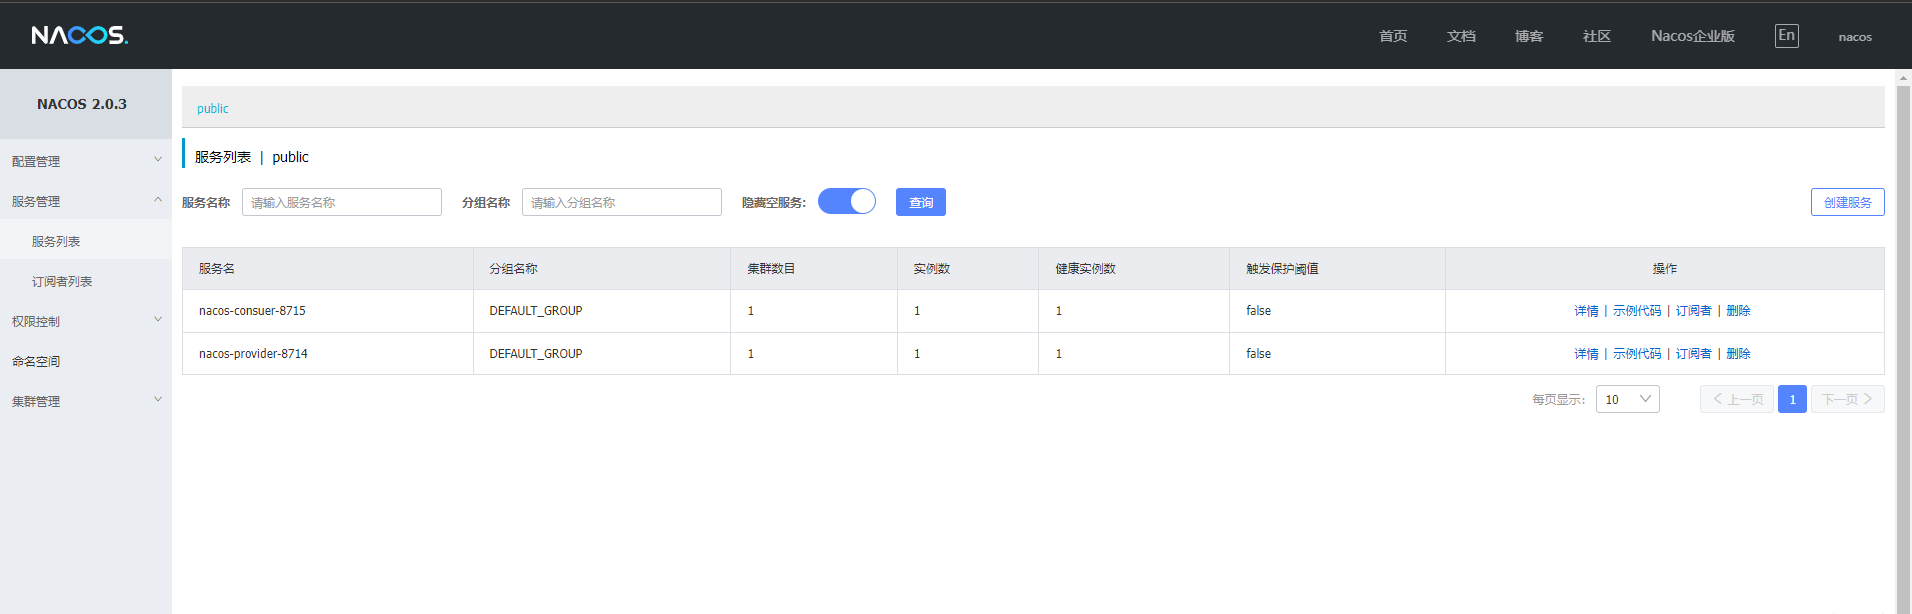 NACOS.
首页 文档 博客 社区 Nacos企业版 En nacos
NACOS 2.0.3
配置管理
服务管理
服务列表
订阅者列表
权限控制
命名空间
集群管理
public
服务列表 | public
服务名称 请输入服务名称 分组名称 请输入分组名称 隐藏空服务: 查询 创建服务
服务名 分组名称 集群数目 实例数 健康实例数 触发保护阈值 操作
nacos-consuer-8715 DEFAULT_GROUP 1 1 1 false 详情 | 示例代码 | 订阅者 | 删除
nacos-provider-8714 DEFAULT_GROUP 1 1 1 false 详情 | 示例代码 | 订阅者 | 删除
每页显示: 10 上一页 1 下一页